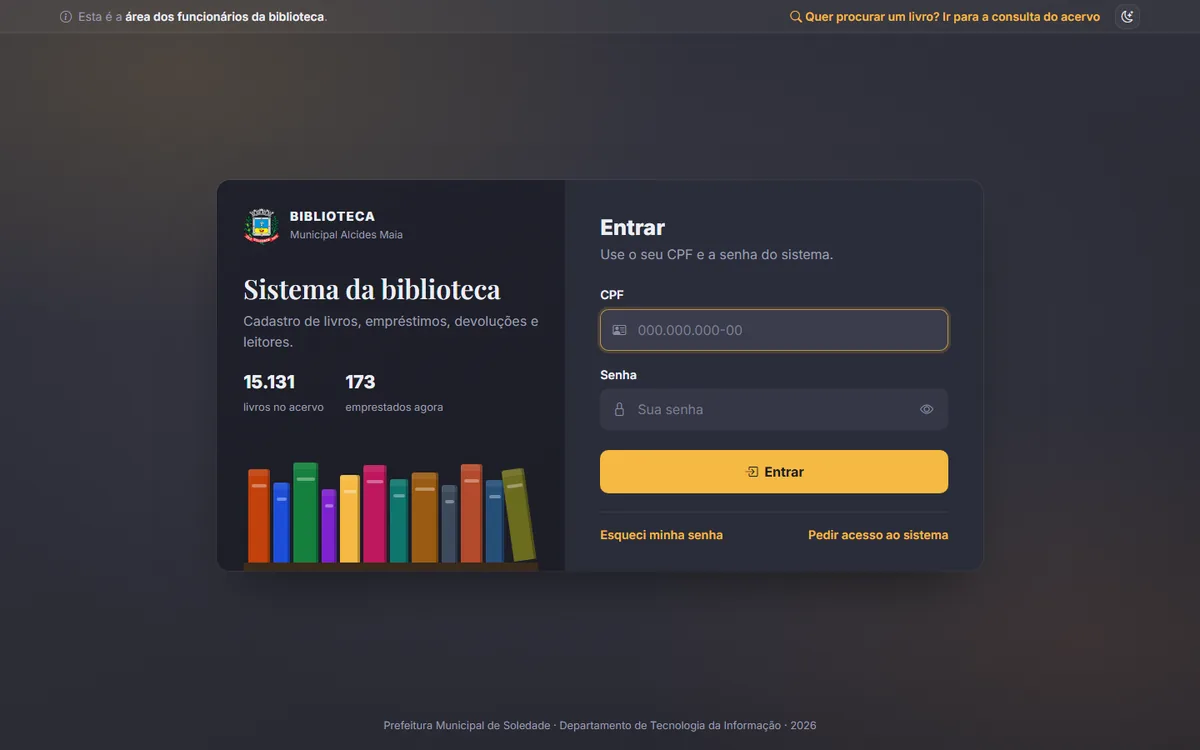 Esta é a área dos funcionários da biblioteca.
Quer procurar um livro? Ir para a consulta do acervo
BIBLIOTECA
Municipal Alcides Maia
Sistema da biblioteca
Cadastro de livros, empréstimos, devoluções e
leitores.
15.131
livros no acervo
173
emprestados agora
Entrar
Use o seu CPF e a senha do sistema.
CPF
000.000.000-00
Senha
Sua senha
Entrar
Esqueci minha senha
Pedir acesso ao sistema
Prefeitura Municipal de Soledade · Departamento de Tecnologia da Informação · 2026